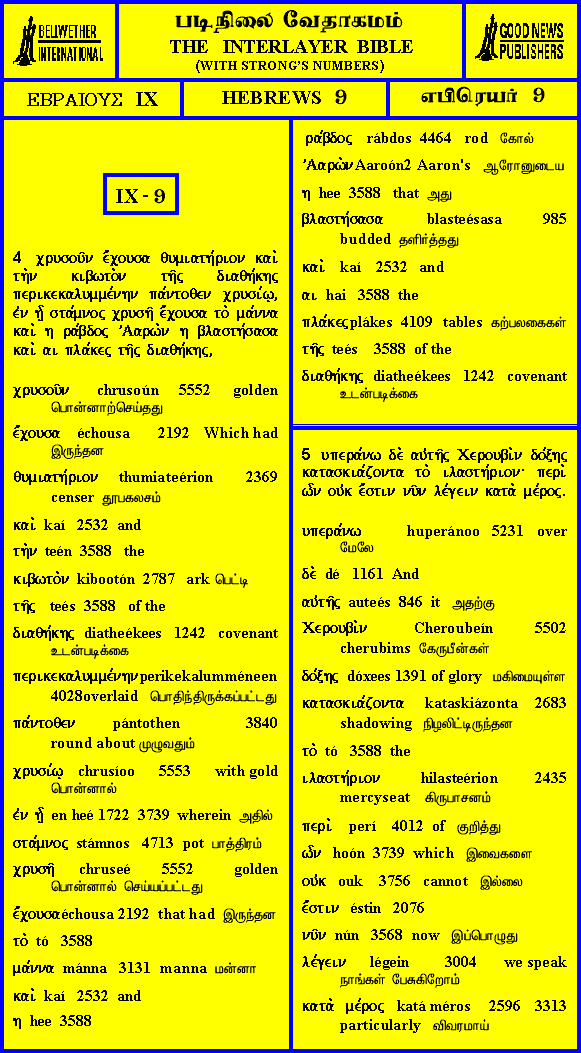 BELLWETHER
INTERNATIONAL
படிநிலை வேதாகமம்
THE INTERLAYER BIBLE
(WITH STRONG'S NUMBERS)
GOOD NEWS
PUBLISHERS
ΕΒΡΑΙΟΥΣ IX
HEBREWS 9
எபிரெயர் 9
IX - 9
4 χρυσοῦν ἔχουσα θυμιατήριον καὶ
τὴν κιβωτὸν τῆς διαθήκης
περικεκαλυμμένην πάντοθεν χρυσίῳ,
ἐν ᾗ στάμνος χρυσῆ ἔχουσα τὸ μάννα
καὶ η ράβδος Ἀαρὼν η βλαστήσασα
καὶ αι πλάκες τῆς διαθήκης,
χρυσοῦν chrusoún 5552 golden
பொன்னாற்செய்தது
ἔχουσα échousa 2192 Which had
இருந்தன
θυμιατήριον thumiateérion 2369
censer தூபகலசம்
καὶ kaí 2532 and
τὴν teén 3588 the
κιβωτὸν kibootón 2787 ark பெட்டி
τῆς teés 3588 of the
διαθήκης diatheékees 1242 covenant
உடன்படிக்கை
περικεκαλυμμένην perikekalumméneen
4028 overlaid பொதிந்திருக்கப்பட்டது
πάντοθεν pántothen 3840
round about முழுவதும்
χρυσίῳ chrusíoo 5553 with gold
பொன்னால்
ἐν ᾗ en heé 1722 3739 wherein அதில்
στάμνος stámnos 4713 pot பாத்திரம்
χρυσῆ chruseé 5552 golden
பொன்னால் செய்யப்பட்டது
ἔχουσα échousa 2192 that had இருந்தன
τὸ tó 3588
μάννα mánna 3131 manna மன்னா
καὶ kaí 2532 and
η hee 3588
ράβδος rábdos 4464 rod கோல்
Ἀαρὼν Aaroón2 Aaron's ஆரோனுடைய
η hee 3588 that அது
βλαστήσασα blasteésasa 985
budded தளிர்த்தது
καὶ kaí 2532 and
αι hai 3588 the
πλάκες plákes 4109 tables கற்பலகைகள்
τῆς teés 3588 of the
διαθήκης diatheékees 1242 covenant
உடன்படிக்கை
5 υπεράνω δὲ αὐτῆς Χερουβὶν δόξης
κατασκιάζοντα τὸ ιλαστήριον· περὶ
ὧν οὐκ ἔστιν νῦν λέγειν κατὰ μέρος.
υπεράνω huperánoo 5231 over
மேலே
δὲ dé 1161 And
αὐτῆς auteés 846 it அதற்கு
Χερουβὶν Cheroubeín 5502
cherubims கேருபீன்கள்
δόξης dóxees 1391 of glory மகிமையுள்ள
κατασκιάζοντα kataskiázonta 2683
shadowing நிழலிட்டிருந்தன
τὸ tó 3588 the
ιλαστήριον hilasteérion 2435
mercyseat கிருபாசனம்
περὶ perí 4012 of குறித்து
ὧν hoón 3739 which இவைகளை
οὐκ ouk 3756 cannot இல்லை
ἔστιν éstin 2076
νῦν nún 3568 now இப்பொழுது
λέγειν légein 3004 we speak
நாங்கள் பேசுகிறோம்
κατὰ μέρος katá méros 2596 3313
particularly விவரமாய்